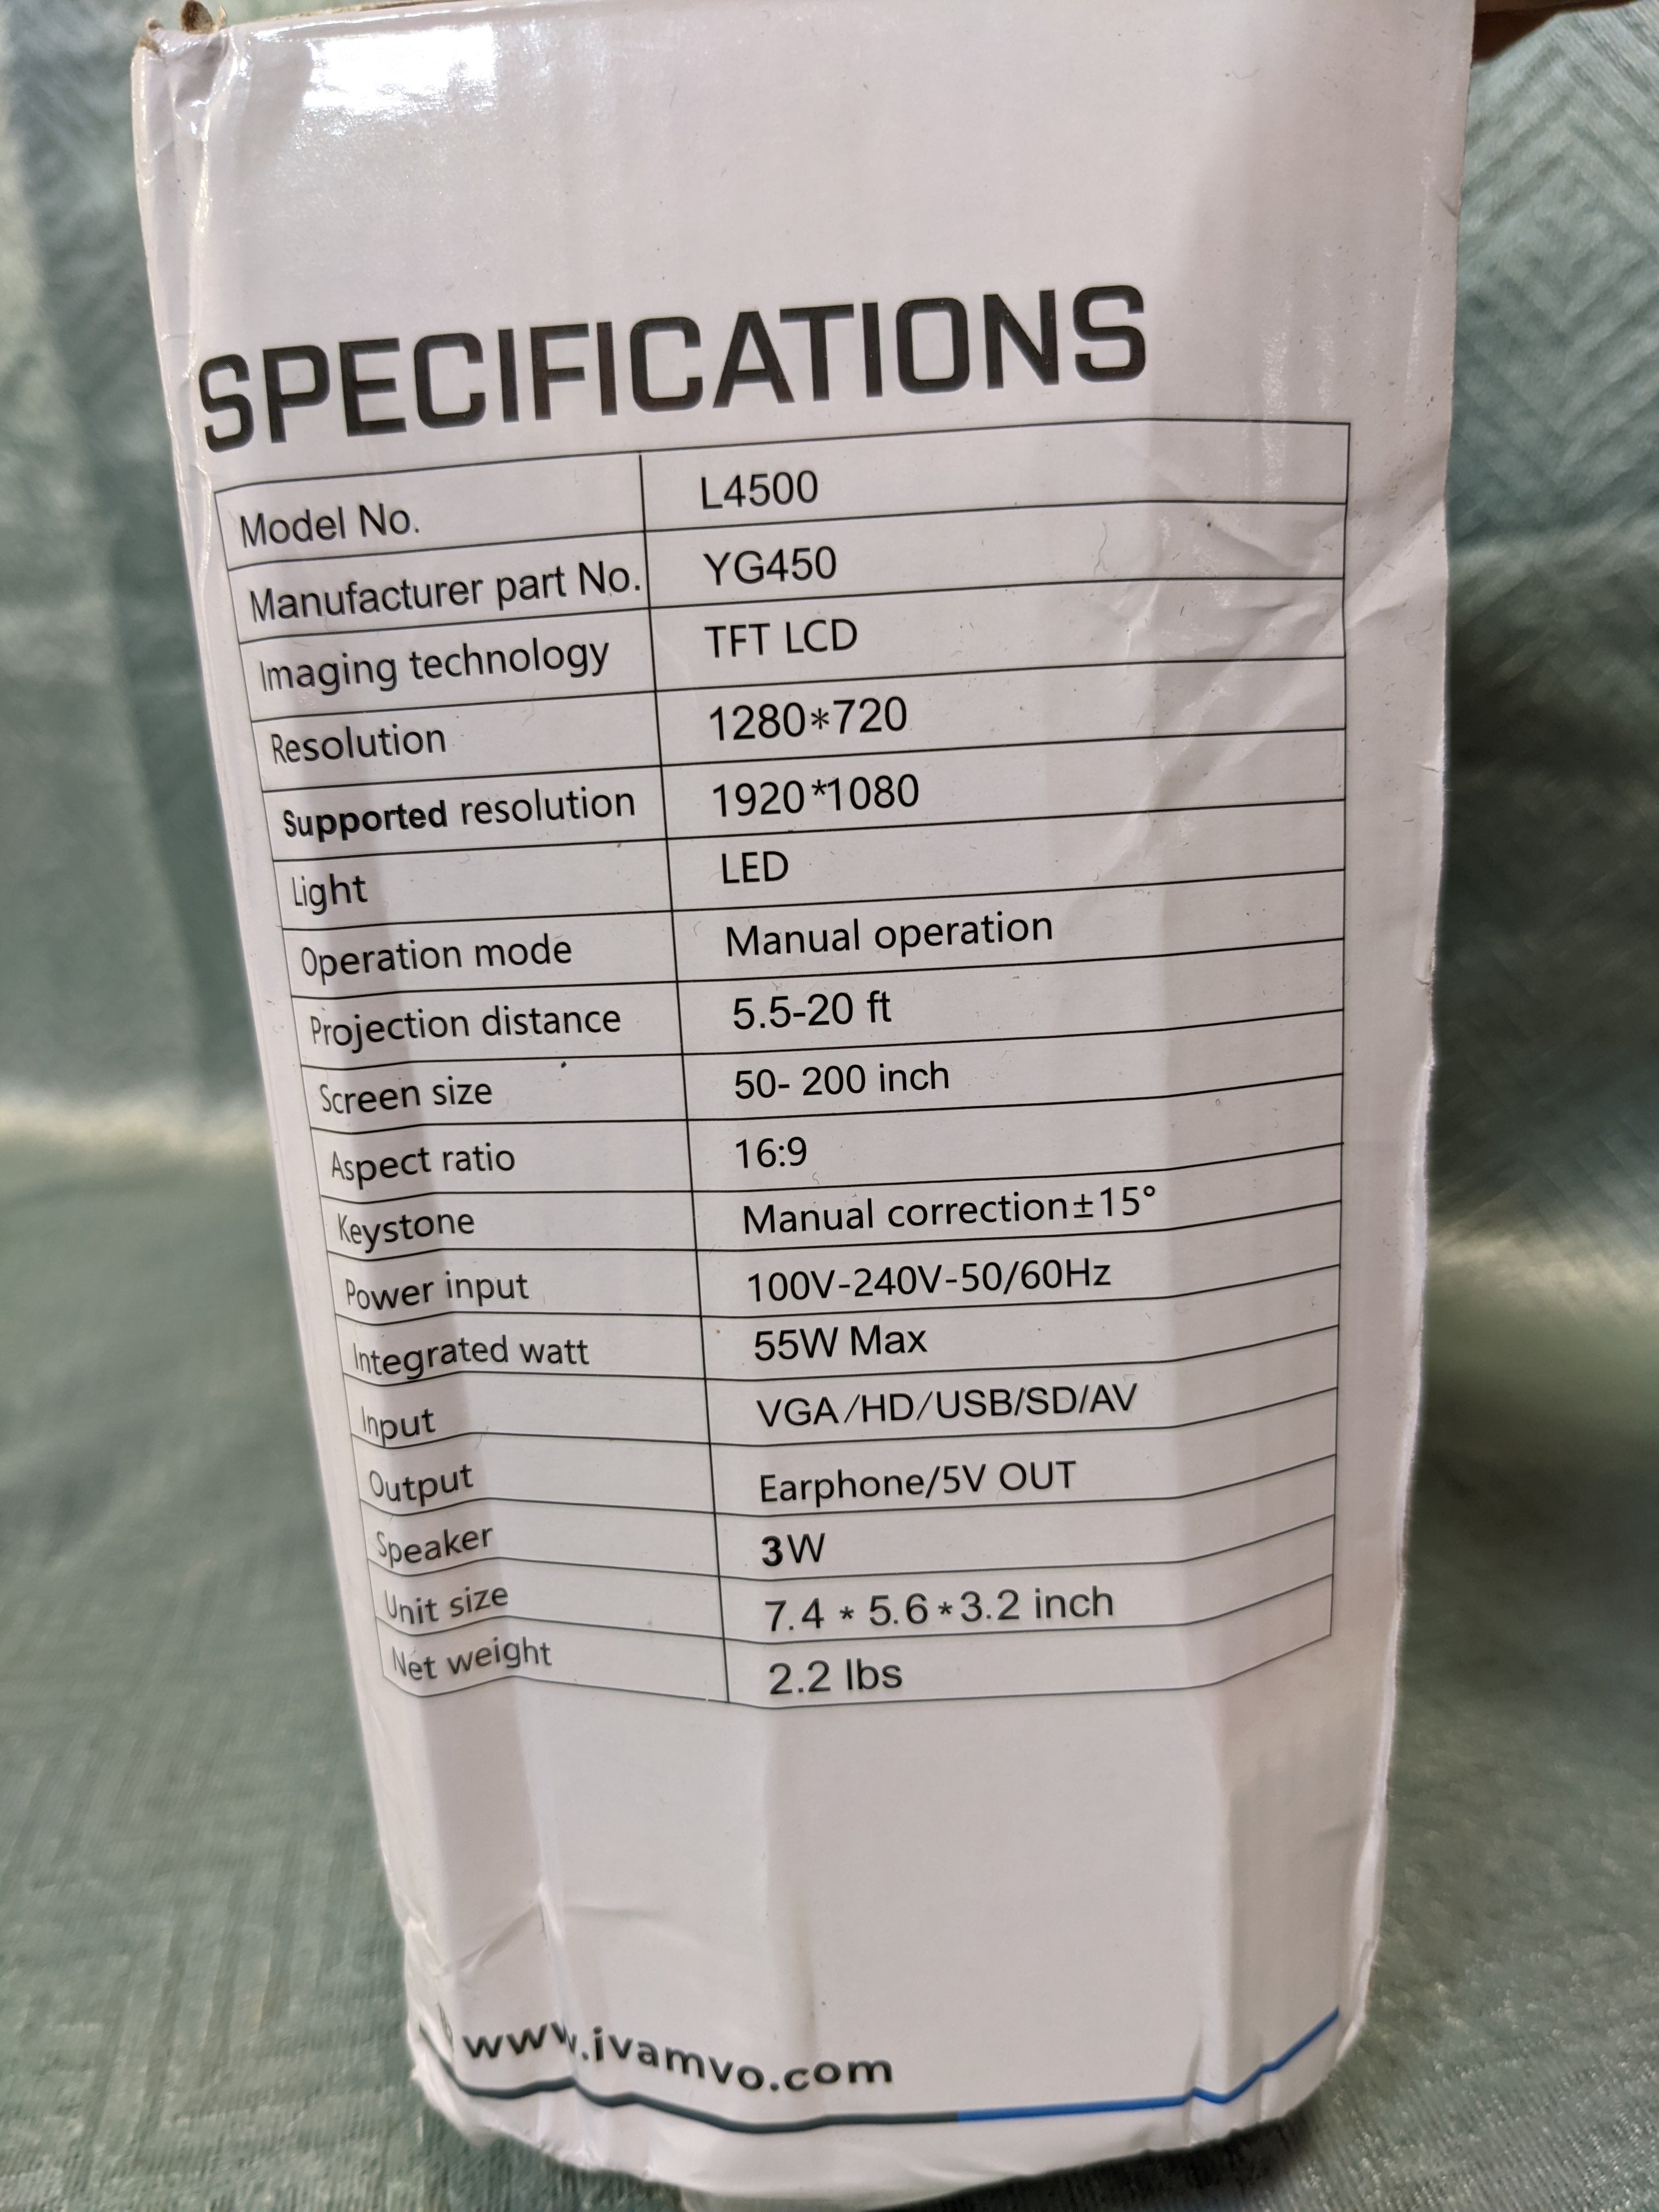 SPECIFICATIONS
Model No. L4500
Manufacturer part No. YG450
Imaging technology TFT LCD
Resolution 1280*720
Supported resolution 1920*1080
Light LED
Operation mode Manual operation
Projection distance 5.5-20 ft
Screen size 50- 200 inch
Aspect ratio 16:9
Keystone Manual correction±15°
Power input 100V-240V-50/60Hz
Integrated watt 55W Max
Input VGA/HD/USB/SD/AV
Output Earphone/5V OUT
Speaker 3W
Unit size 7.4 * 5.6*3.2 inch
Net weight 2.2 lbs
www.ivamvo.com